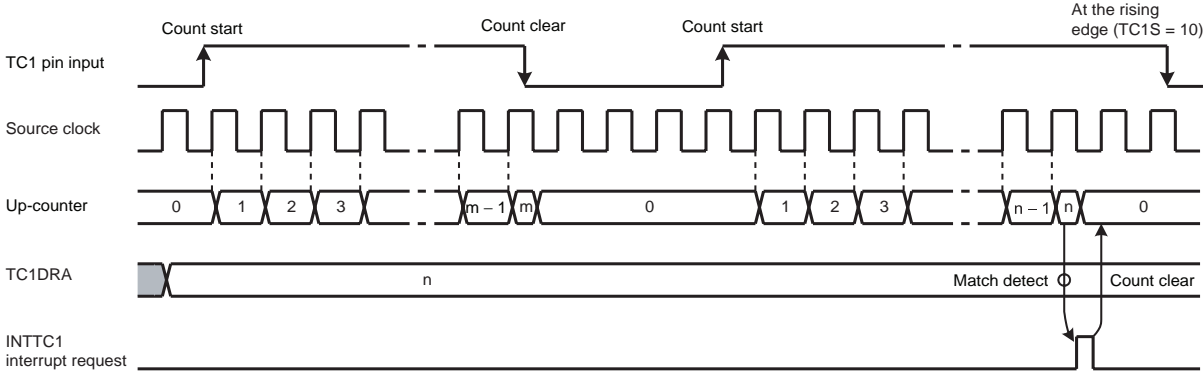 At the rising
edge (TC1S = 10)
Count start
Count clear
Count start
TC1 pin input
Source clock
Up-counter
0
1
2
3
m – 1
m
0
1
2
3
n – 1
n
0
TC1DRA
n
Match detect
Count clear
INTTC1
interrupt request